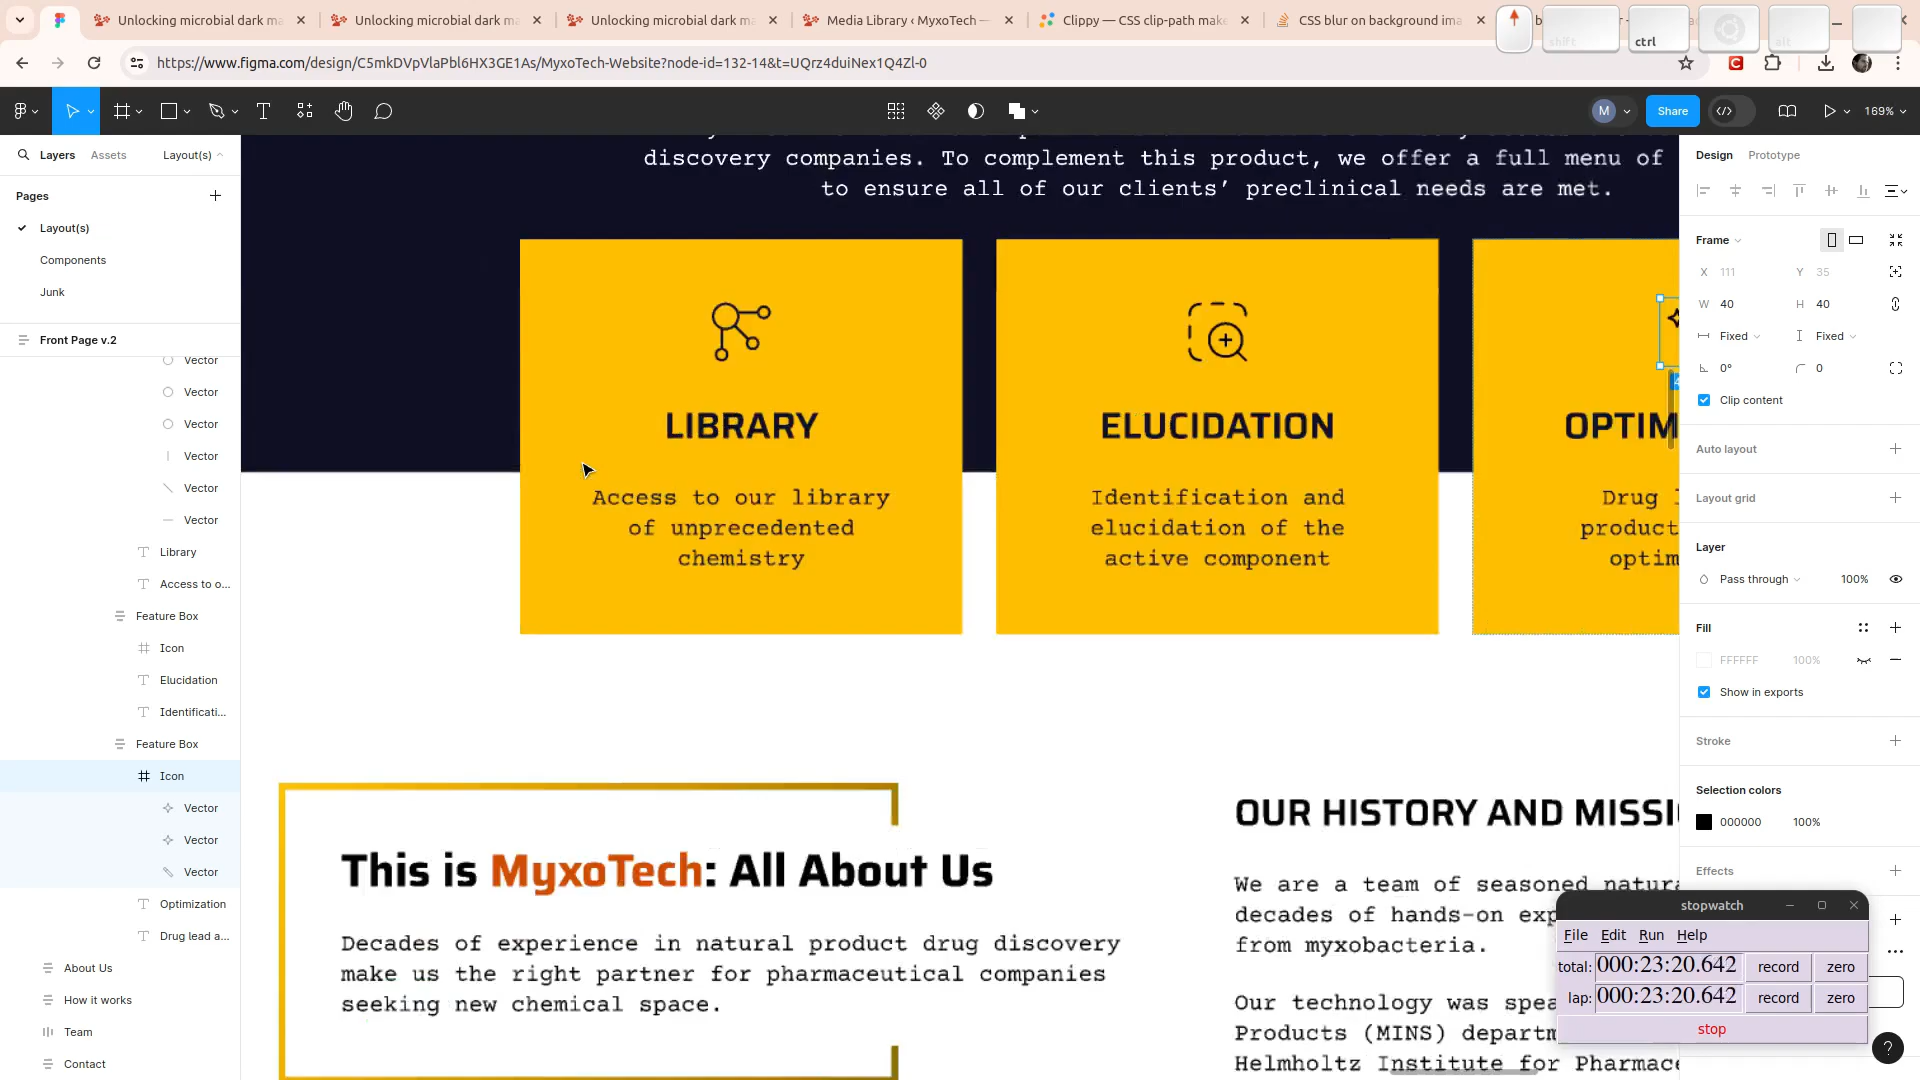 Unlocking microbial dark ma
Unlocking microbial dark ma
Unlocking microbial dark ma
Media Library ‹ MyxoTech —
Clippy — CSS clip-path make
CSS blur on background ima
shift
ctrl
alt
https://www.figma.com/design/C5mkDVpVlaPbl6HX3GE1As/MyxoTech-Website?node-id=132-14&t=UQrz4duiNex1Q4Zl-0
M
Share
169%
Layers
Assets
Layout(s)
Pages
Layout(s)
Components
Junk
Front Page v.2
Vector
Vector
Vector
Vector
Vector
Vector
Library
Access to o...
Feature Box
Icon
Elucidation
Identificati...
Feature Box
Icon
Vector
Vector
Vector
Optimization
Drug lead a...
About Us
How it works
Team
Contact
discovery companies. To complement this product, we offer a full menu of
to ensure all of our clients’ preclinical needs are met.
LIBRARY
Access to our library
of unprecedented
chemistry
ELUCIDATION
Identification and
elucidation of the
active component
OPTIM
Drug
product
optim
This is MyxoTech: All About Us
Decades of experience in natural product drug discovery
make us the right partner for pharmaceutical companies
seeking new chemical space.
OUR HISTORY AND MISSI
We are a team of seasoned natura
decades of hands-on exp
from myxobacteria.
Our technology was spea
Products (MINS) departm
Helmholtz Institute for Pharmace
Design
Prototype
Frame
X 111
Y 35
W 40
H 40
Fixed
Fixed
0°
0
Clip content
Auto layout
Layout grid
Layer
Pass through
100%
Fill
FFFFFF
100%
Show in exports
Stroke
Selection colors
000000
100%
Effects
stopwatch
File
Edit
Run
Help
total:
000:23:20.642
record
zero
lap:
000:23:20.642
record
zero
stop
?